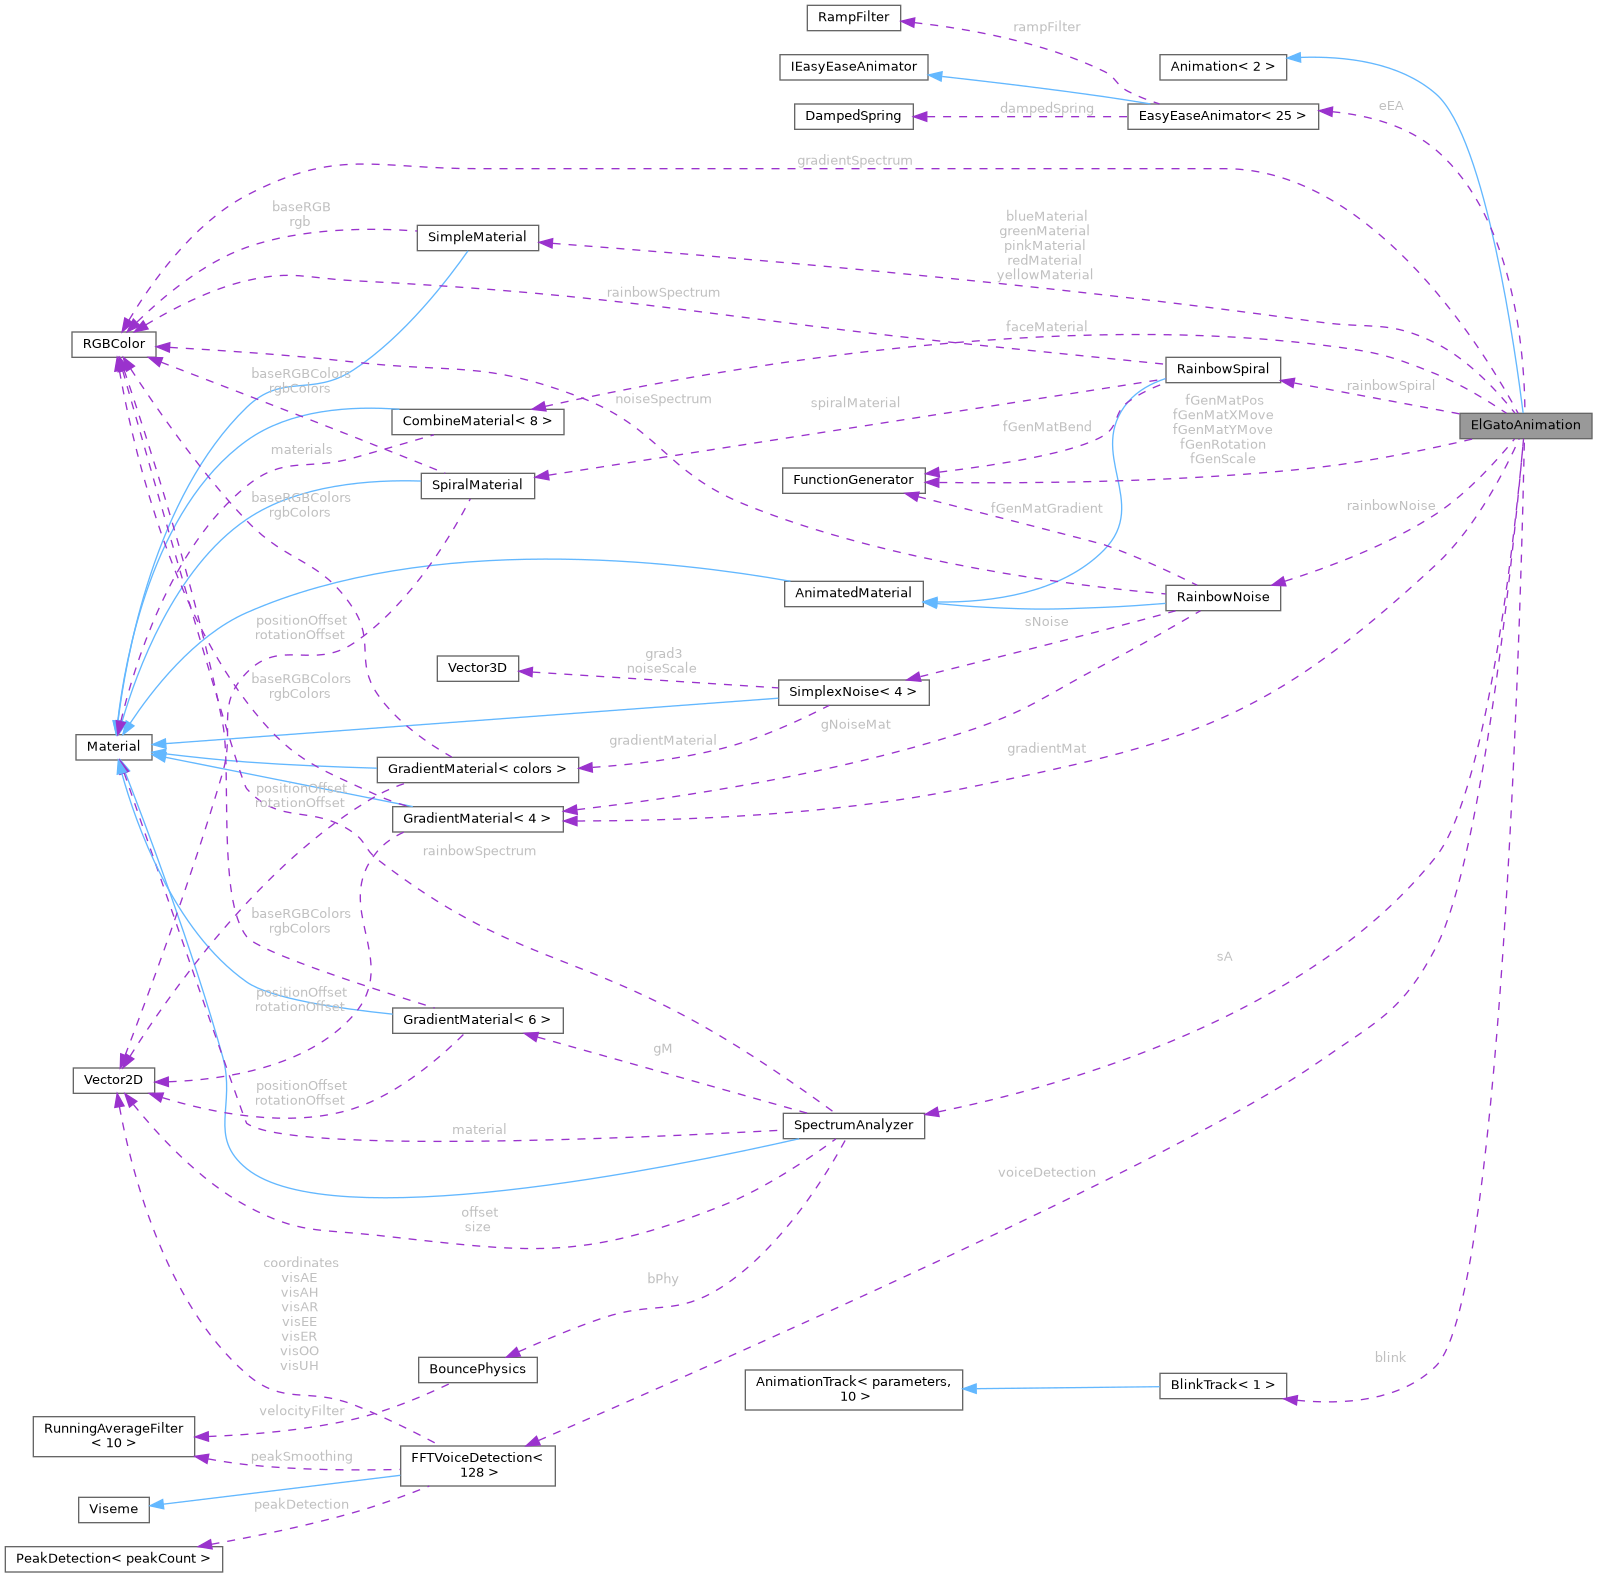 RampFilter
rampFilter
IEasyEaseAnimator
Animation< 2 >
eEA
DampedSpring
dampedSpring
EasyEaseAnimator< 25 >
gradientSpectrum
baseRGB
rgb
SimpleMaterial
blueMaterial
greenMaterial
pinkMaterial
redMaterial
yellowMaterial
rainbowSpectrum
faceMaterial
RGBColor
RainbowSpiral
rainbowSpiral
baseRGBColors
rgbColors
noiseSpectrum
spiralMaterial
fGenMatPos
fGenMatXMove
fGenMatYMove
fGenRotation
fGenScale
CombineMaterial< 8 >
fGenMatBend
ElGatoAnimation
materials
SpiralMaterial
FunctionGenerator
baseRGBColors
rgbColors
fGenMatGradient
rainbowNoise
AnimatedMaterial
RainbowNoise
positionOffset
rotationOffset
sNoise
Vector3D
grad3
noiseScale
baseRGBColors
rgbColors
SimplexNoise< 4 >
gNoiseMat
Material
gradientMaterial
gradientMat
GradientMaterial< colors >
positionOffset
rotationOffset
GradientMaterial< 4 >
rainbowSpectrum
baseRGBColors
rgbColors
sA
positionOffset
rotationOffset
GradientMaterial< 6 >
gM
Vector2D
positionOffset
rotationOffset
material
SpectrumAnalyzer
voiceDetection
offset
size
coordinates
visAE
visAH
visAR
visEE
visER
visOO
visUH
bPhy
BouncePhysics
blink
AnimationTrack< parameters,
10 >
BlinkTrack< 1 >
velocityFilter
RunningAverageFilter
< 10 >
peakSmoothing
FFTVoiceDetection<
128 >
Viseme
peakDetection
PeakDetection< peakCount >